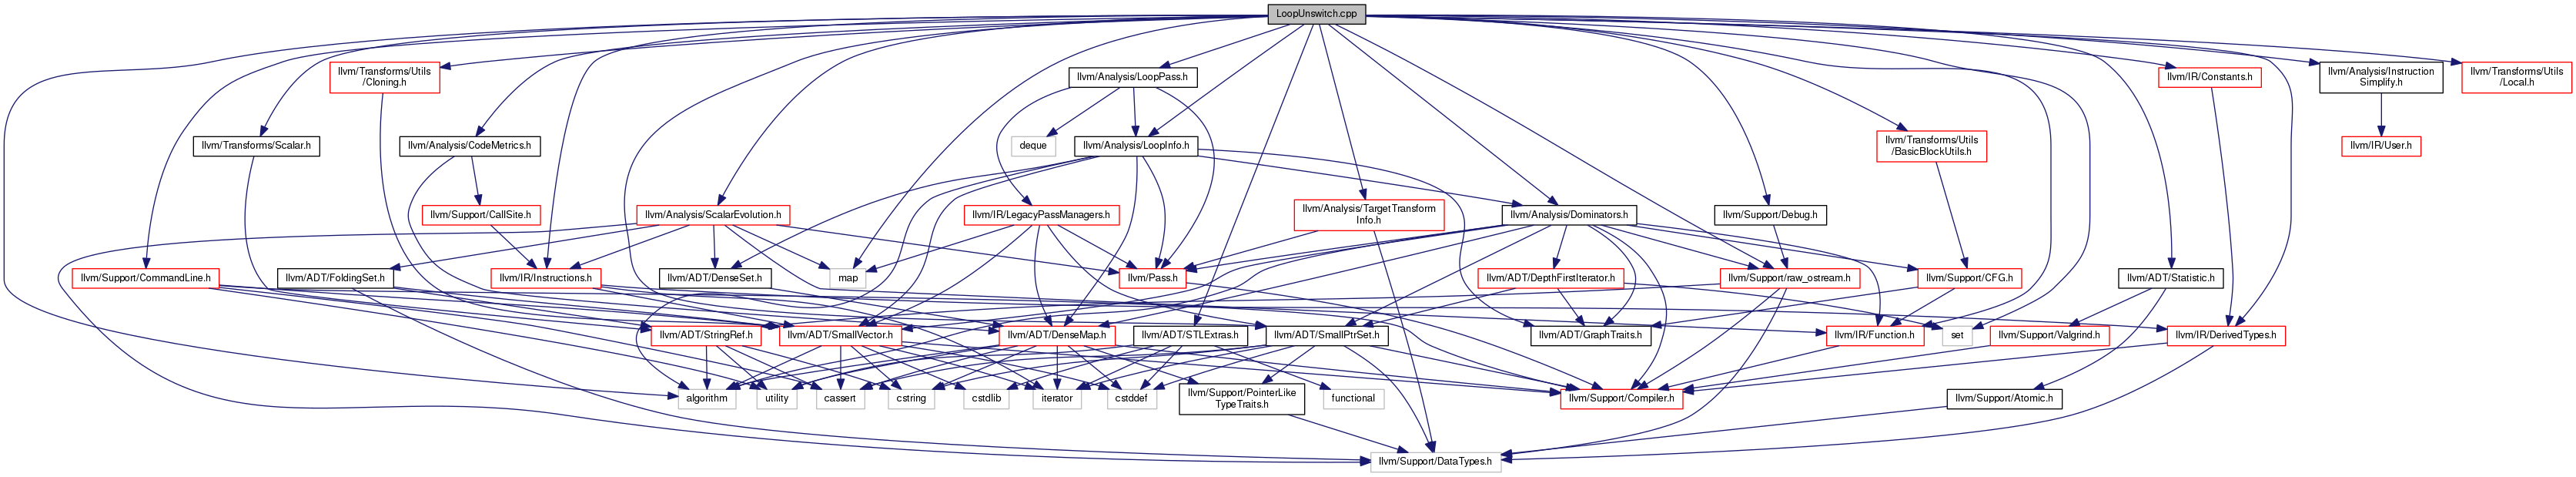 LoopUnswitch.cpp
llvm/Transforms/Utils
/Cloning.h
llvm/Analysis/LoopPass.h
llvm/IR/Constants.h
llvm/Analysis/Instruction
Simplify.h
llvm/Transforms/Utils
/Local.h
llvm/Transforms/Scalar.h
llvm/Analysis/CodeMetrics.h
deque
llvm/Analysis/LoopInfo.h
llvm/Transforms/Utils
/BasicBlockUtils.h
llvm/IR/User.h
llvm/Support/CallSite.h
llvm/Analysis/ScalarEvolution.h
llvm/IR/LegacyPassManagers.h
llvm/Analysis/TargetTransform
Info.h
llvm/Analysis/Dominators.h
llvm/Support/Debug.h
llvm/Support/CommandLine.h
llvm/ADT/FoldingSet.h
llvm/IR/Instructions.h
llvm/ADT/DenseSet.h
map
llvm/Pass.h
llvm/ADT/DepthFirstIterator.h
llvm/Support/raw_ostream.h
llvm/Support/CFG.h
llvm/ADT/Statistic.h
llvm/ADT/StringRef.h
llvm/ADT/SmallVector.h
llvm/ADT/DenseMap.h
llvm/ADT/STLExtras.h
llvm/ADT/SmallPtrSet.h
llvm/ADT/GraphTraits.h
llvm/IR/Function.h
set
llvm/Support/Valgrind.h
llvm/IR/DerivedTypes.h
algorithm
utility
cassert
cstring
cstdlib
iterator
cstddef
llvm/Support/PointerLike
TypeTraits.h
functional
llvm/Support/Compiler.h
llvm/Support/Atomic.h
llvm/Support/DataTypes.h